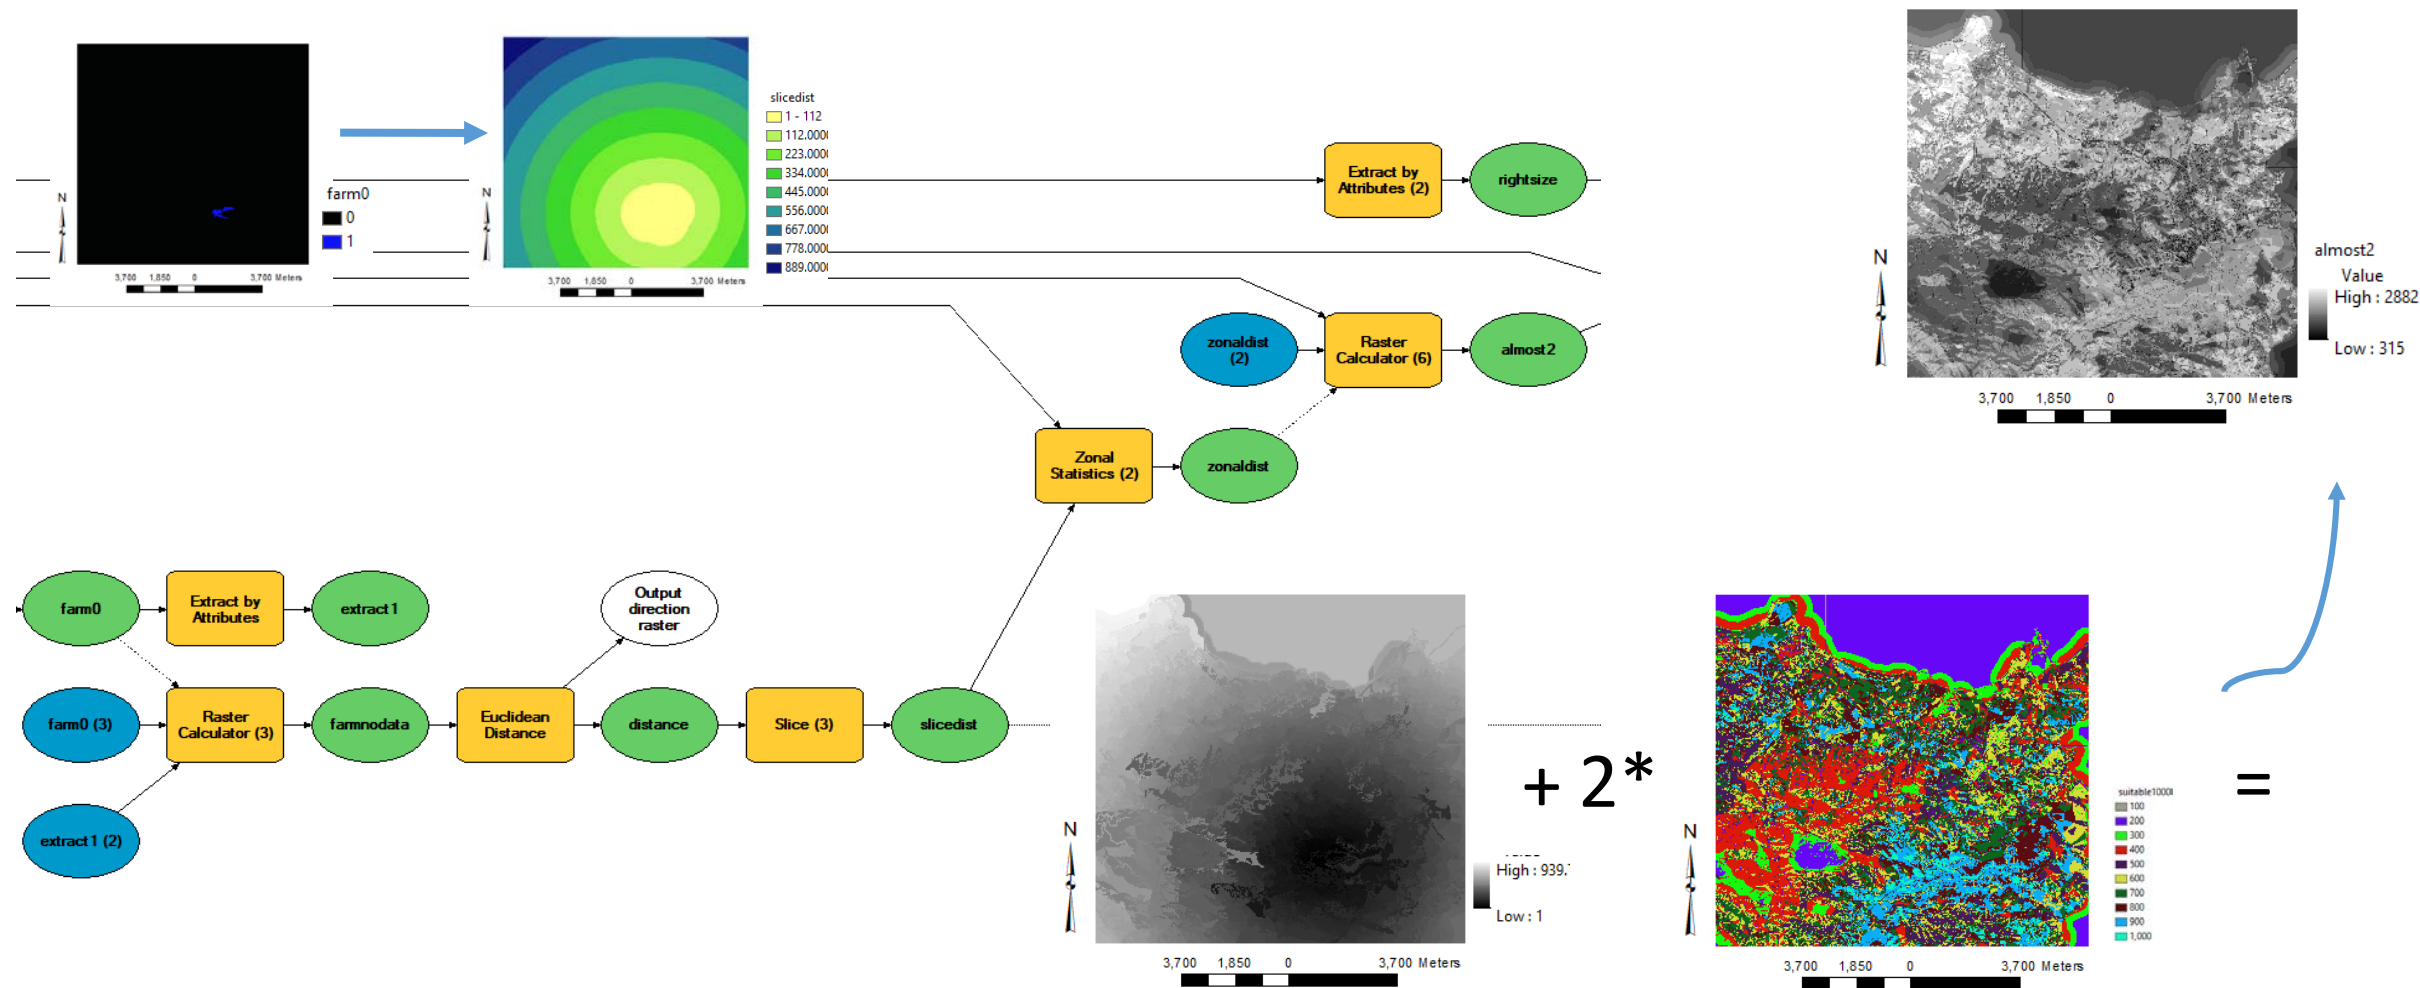 farm0
0
1
N
3,700 1,850 0 3,700 Meters
slicedist
1 - 112
112.000
223.000
334.000
445.000
556.000
667.000
778.000
889.000
N
3,700 1,850 0 3,700 Meters
Extract by
Attributes (2)
rightsize
zonaldist
(2)
Raster
Calculator (6)
almost2
Zonal
Statistics (2)
zonaldist
almost2
Value
High : 2882
Low : 315
N
3,700 1,850 0 3,700 Meters
farm0
Extract by
Attributes
extract1
Output
direction
raster
farm0 (3)
Raster
Calculator (3)
farmnodata
Euclidean
Distance
distance
Slice (3)
slicedist
extract1 (2)
N
High : 939.
Low : 1
3,700 1,850 0 3,700 Meters
+ 2*
N
suitable1000
100
200
300
400
500
600
700
800
900
1,000
3,700 1,850 0 3,700 Meters
=